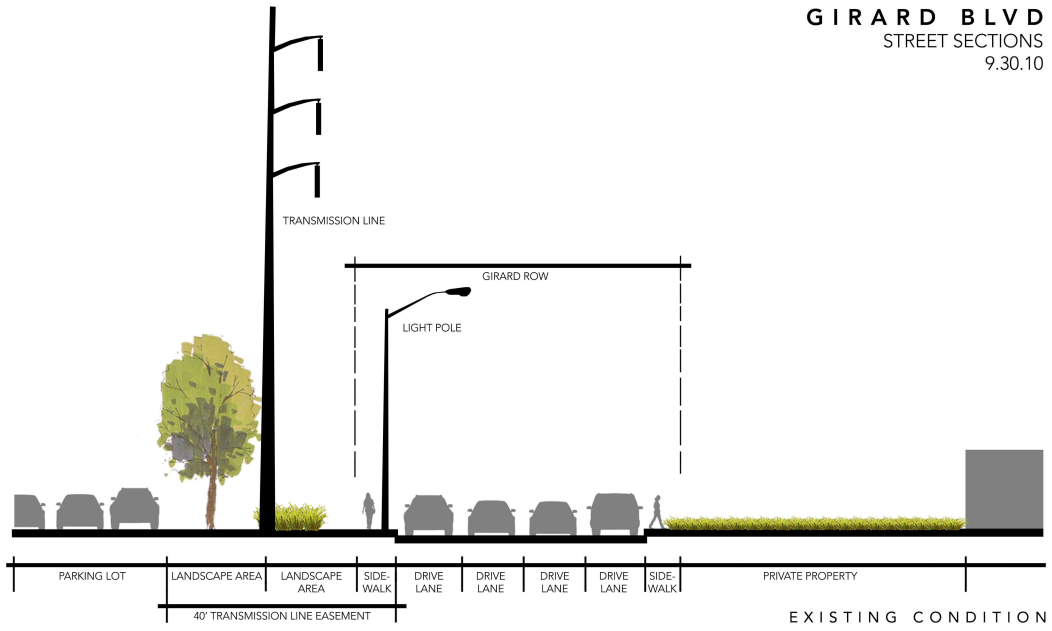 GIRARD BLVD
STREET SECTIONS
9.30.10
TRANSMISSION LINE
GIRARD ROW
LIGHT POLE
PARKING LOT
LANDSCAPE AREA
LANDSCAPE
AREA
SIDE-
WALK
DRIVE
LANE
DRIVE
LANE
DRIVE
LANE
DRIVE
LANE
SIDE-
WALK
PRIVATE PROPERTY
40' TRANSMISSION LINE EASEMENT
EXISTING CONDITION